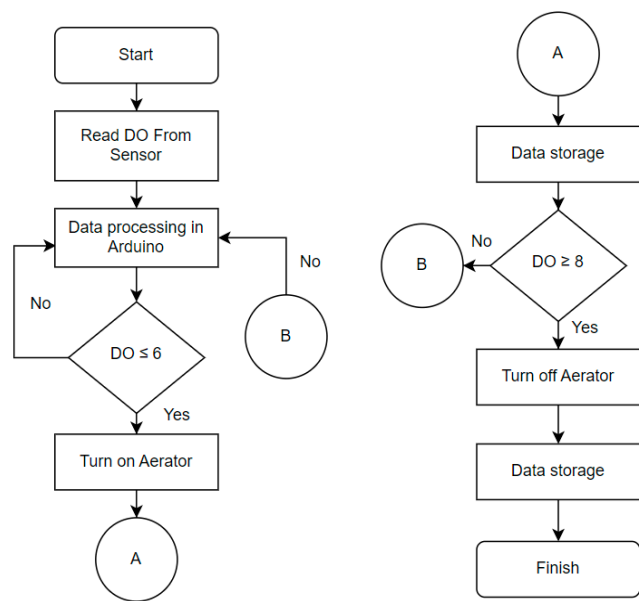 Start
Read DO From
Sensor
Data processing in
Arduino
No
No
DO ≤ 6
B
Yes
Turn on Aerator
A
A
Data storage
No
B
DO ≥ 8
Yes
Turn off Aerator
Data storage
Finish